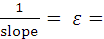 1/slope = ε =